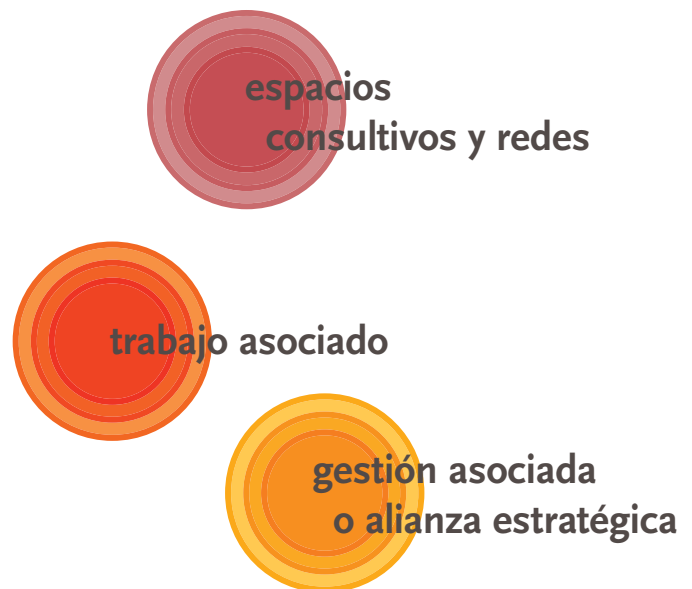 espacios
consultivos y redes
trabajo asociado
gestión asociada
o alianza estratégica